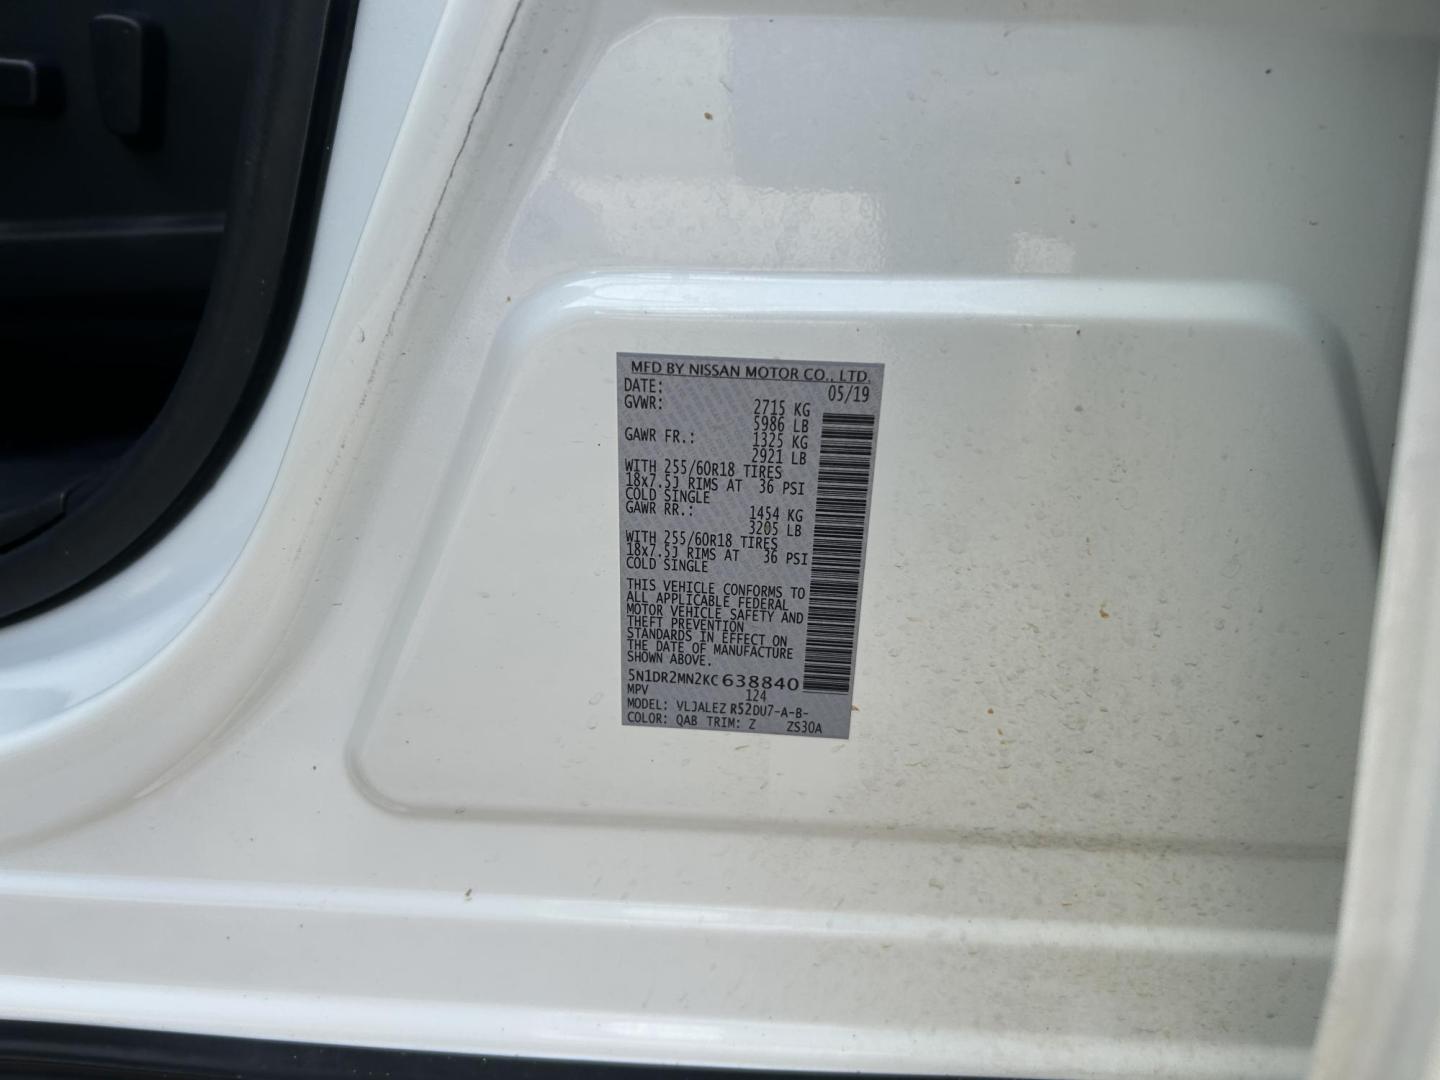 MFD BY NISSAN MOTOR CO., LTD.
DATE: 05/19
GVWR: 2715 KG
5986 LB
GAWR FR.: 1325 KG
2921 LB
WITH 255/60R18 TIRES
18x7.5J RIMS AT 36 PSI
COLD SINGLE
GAWR RR.: 1454 KG
3205 LB
WITH 255/60R18 TIRES
18x7.5J RIMS AT 36 PSI
COLD SINGLE
THIS VEHICLE CONFORMS TO
ALL APPLICABLE FEDERAL
MOTOR VEHICLE SAFETY AND
THEFT PREVENTION
STANDARDS IN EFFECT ON
THE DATE OF MANUFACTURE
SHOWN ABOVE.
5N1DR2MN2KC638840
MPV 124
MODEL: VLJALEZ R52DU7-A-B-
COLOR: QAB TRIM: Z ZS30A